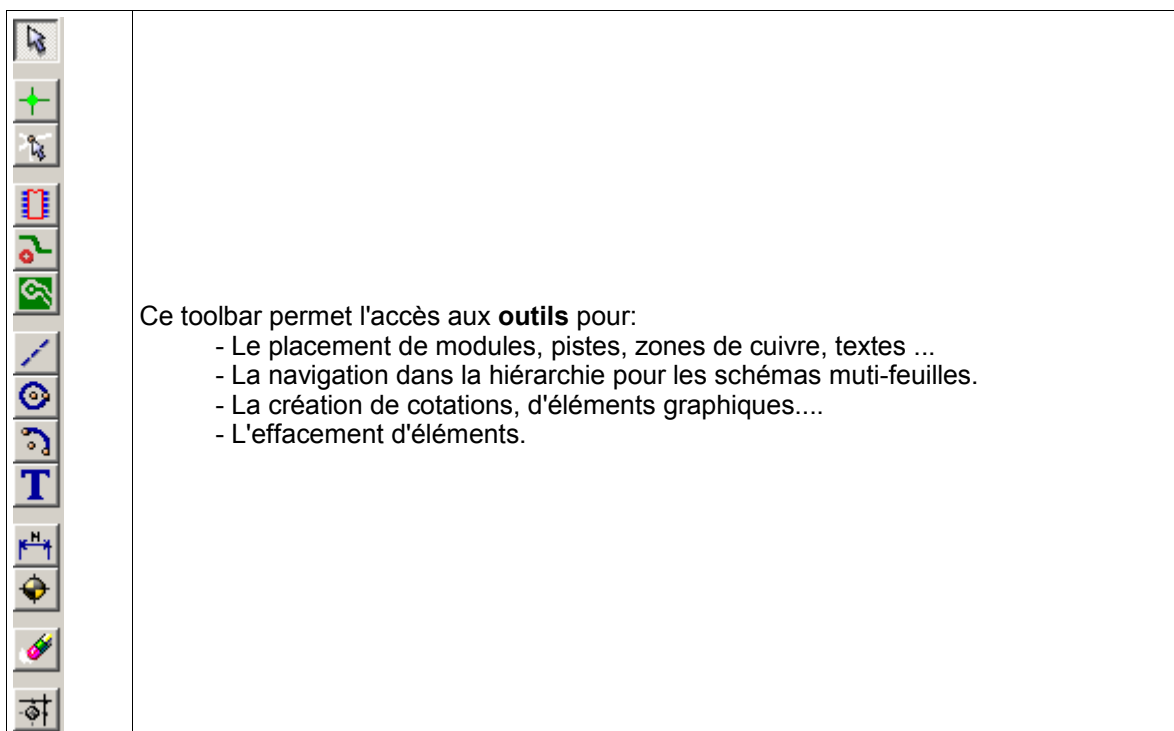 Ce toolbar permet l'accès aux outils pour:
- Le placement de modules, pistes, zones de cuivre, textes ...
- La navigation dans la hiérarchie pour les schémas muti-feuilles.
- La création de cotations, d'éléments graphiques....
- L'effacement d'éléments.
T
N